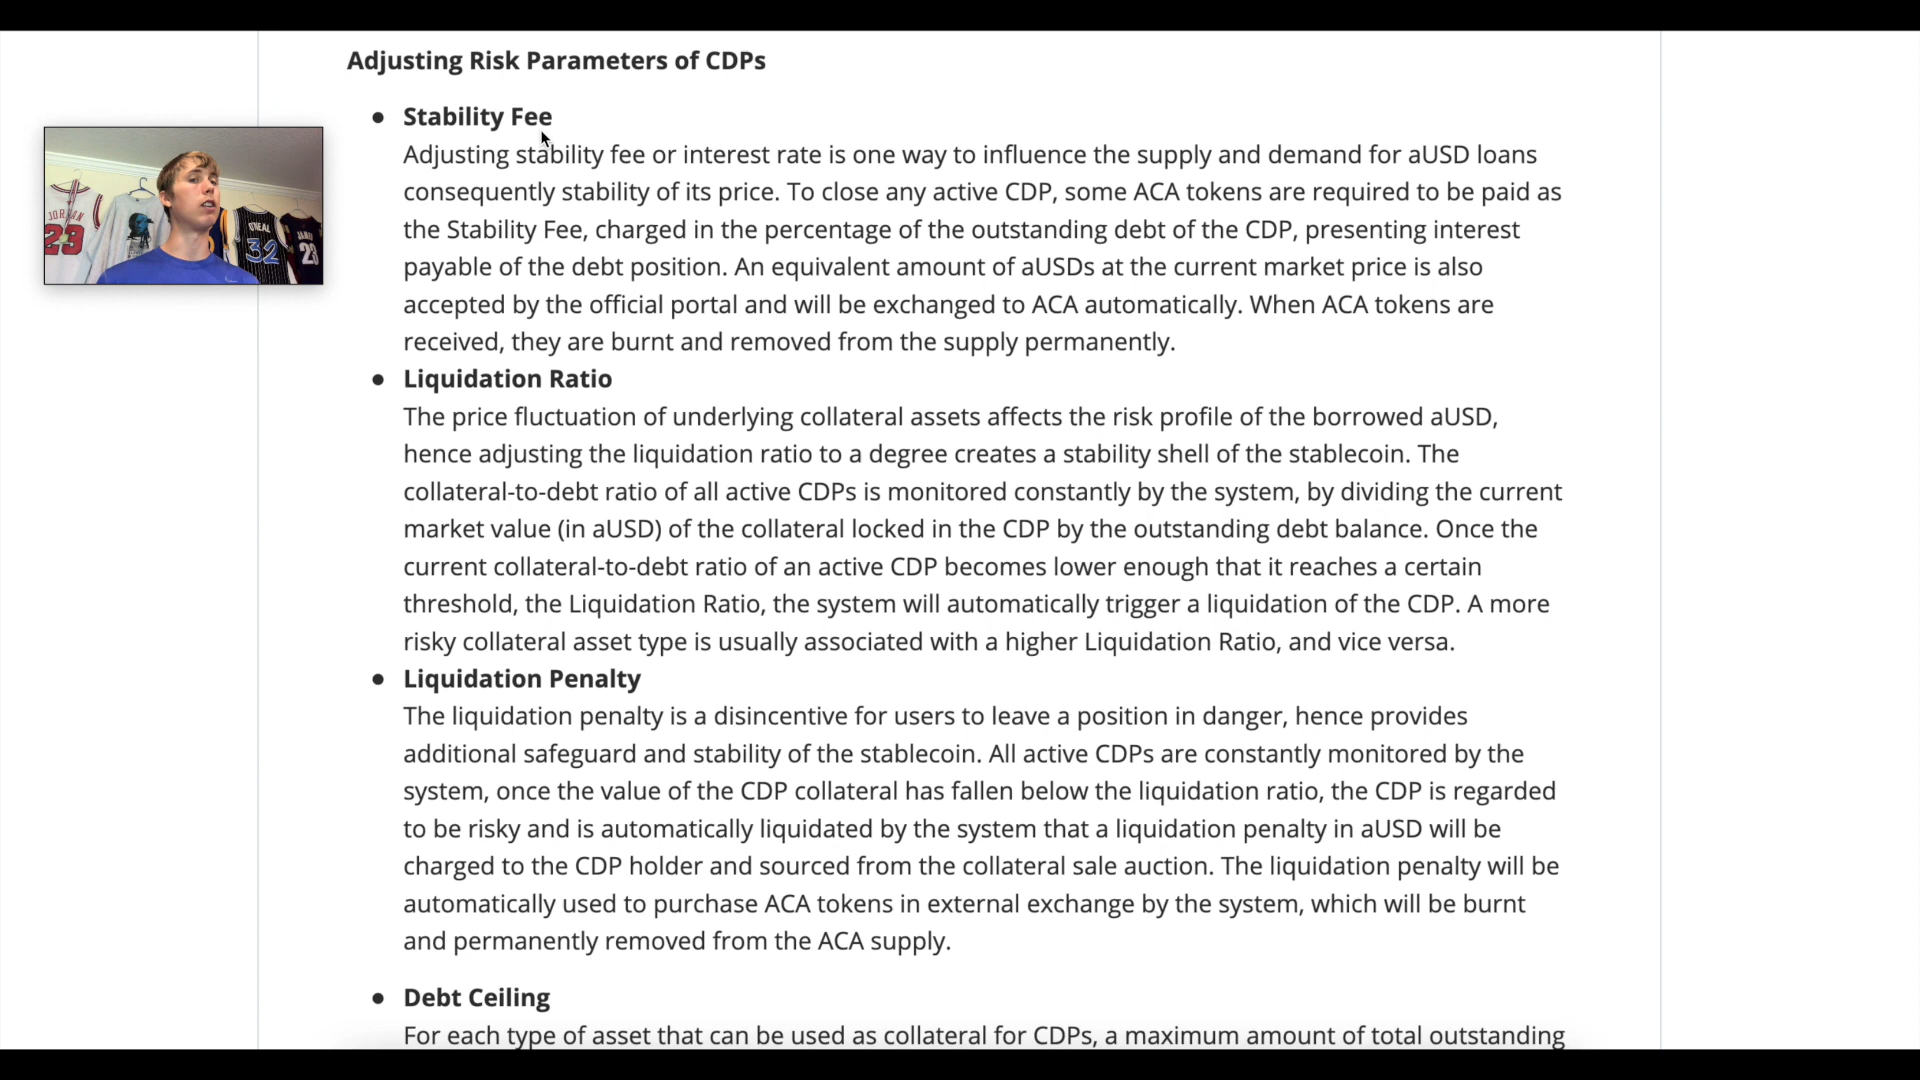 Adjusting Risk Parameters of CDPs
● Stability Fee
Adjusting stability fee or interest rate is one way to influence the supply and demand for aUSD loans
consequently stability of its price. To close any active CDP, some ACA tokens are required to be paid as
the Stability Fee, charged in the percentage of the outstanding debt of the CDP, presenting interest
payable of the debt position. An equivalent amount of aUSDs at the current market price is also
accepted by the official portal and will be exchanged to ACA automatically. When ACA tokens are
received, they are burnt and removed from the supply permanently.
● Liquidation Ratio
The price fluctuation of underlying collateral assets affects the risk profile of the borrowed aUSD,
hence adjusting the liquidation ratio to a degree creates a stability shell of the stablecoin. The
collateral-to-debt ratio of all active CDPs is monitored constantly by the system, by dividing the current
market value (in aUSD) of the collateral locked in the CDP by the outstanding debt balance. Once the
current collateral-to-debt ratio of an active CDP becomes lower enough that it reaches a certain
threshold, the Liquidation Ratio, the system will automatically trigger a liquidation of the CDP. A more
risky collateral asset type is usually associated with a higher Liquidation Ratio, and vice versa.
● Liquidation Penalty
The liquidation penalty is a disincentive for users to leave a position in danger, hence provides
additional safeguard and stability of the stablecoin. All active CDPs are constantly monitored by the
system, once the value of the CDP collateral has fallen below the liquidation ratio, the CDP is regarded
to be risky and is automatically liquidated by the system that a liquidation penalty in aUSD will be
charged to the CDP holder and sourced from the collateral sale auction. The liquidation penalty will be
automatically used to purchase ACA tokens in external exchange by the system, which will be burnt
and permanently removed from the ACA supply.
● Debt Ceiling
For each type of asset that can be used as collateral for CDPs, a maximum amount of total outstanding
JORDAN
23
O'NEAL
32
23